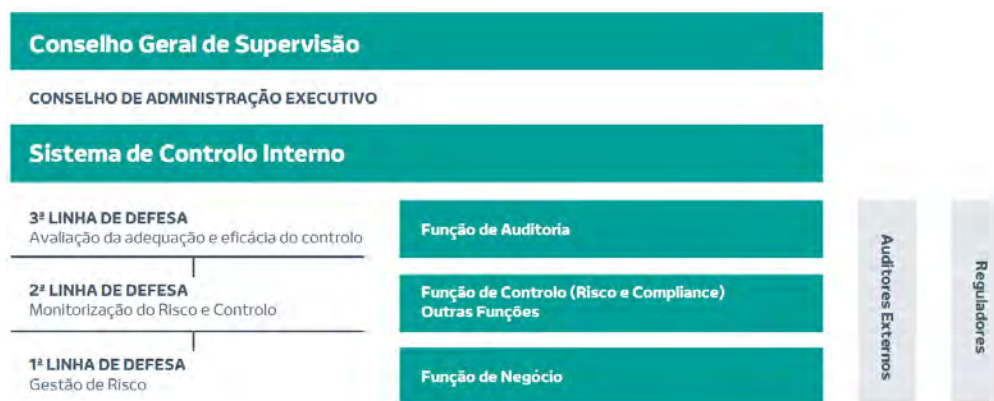 Conselho Geral de Supervisão
CONSELHO DE ADMINISTRAÇÃO EXECUTIVO
Sistema de Controlo Interno
3ª LINHA DE DEFESA
Avaliação da adequação e eficácia do controlo
Função de Auditoria
2ª LINHA DE DEFESA
Monitorização do Risco e Controlo
Função de Controlo (Risco e Compliance)
Outras Funções
1ª LINHA DE DEFESA
Gestão de Risco
Função de Negócio
Auditores Externos
Reguladores